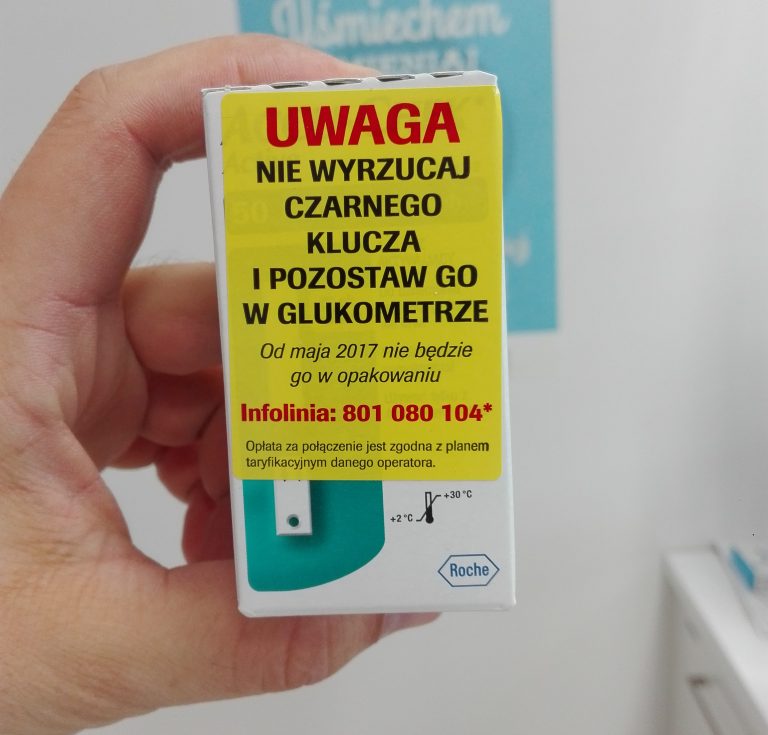 Uśmiechem
UWAGA
NIE WYRZUCAJ
CZARNEGO
KLUCZA
I POZOSTAW GO
W GLUKOMETRZE
Od maja 2017 nie będzie
go w opakowaniu
Infolinia: 801 080 104*
Opłata za połączenie jest zgodna z planem
taryfikacyjnym danego operatora.
+30 °C
+2 °C
Roche